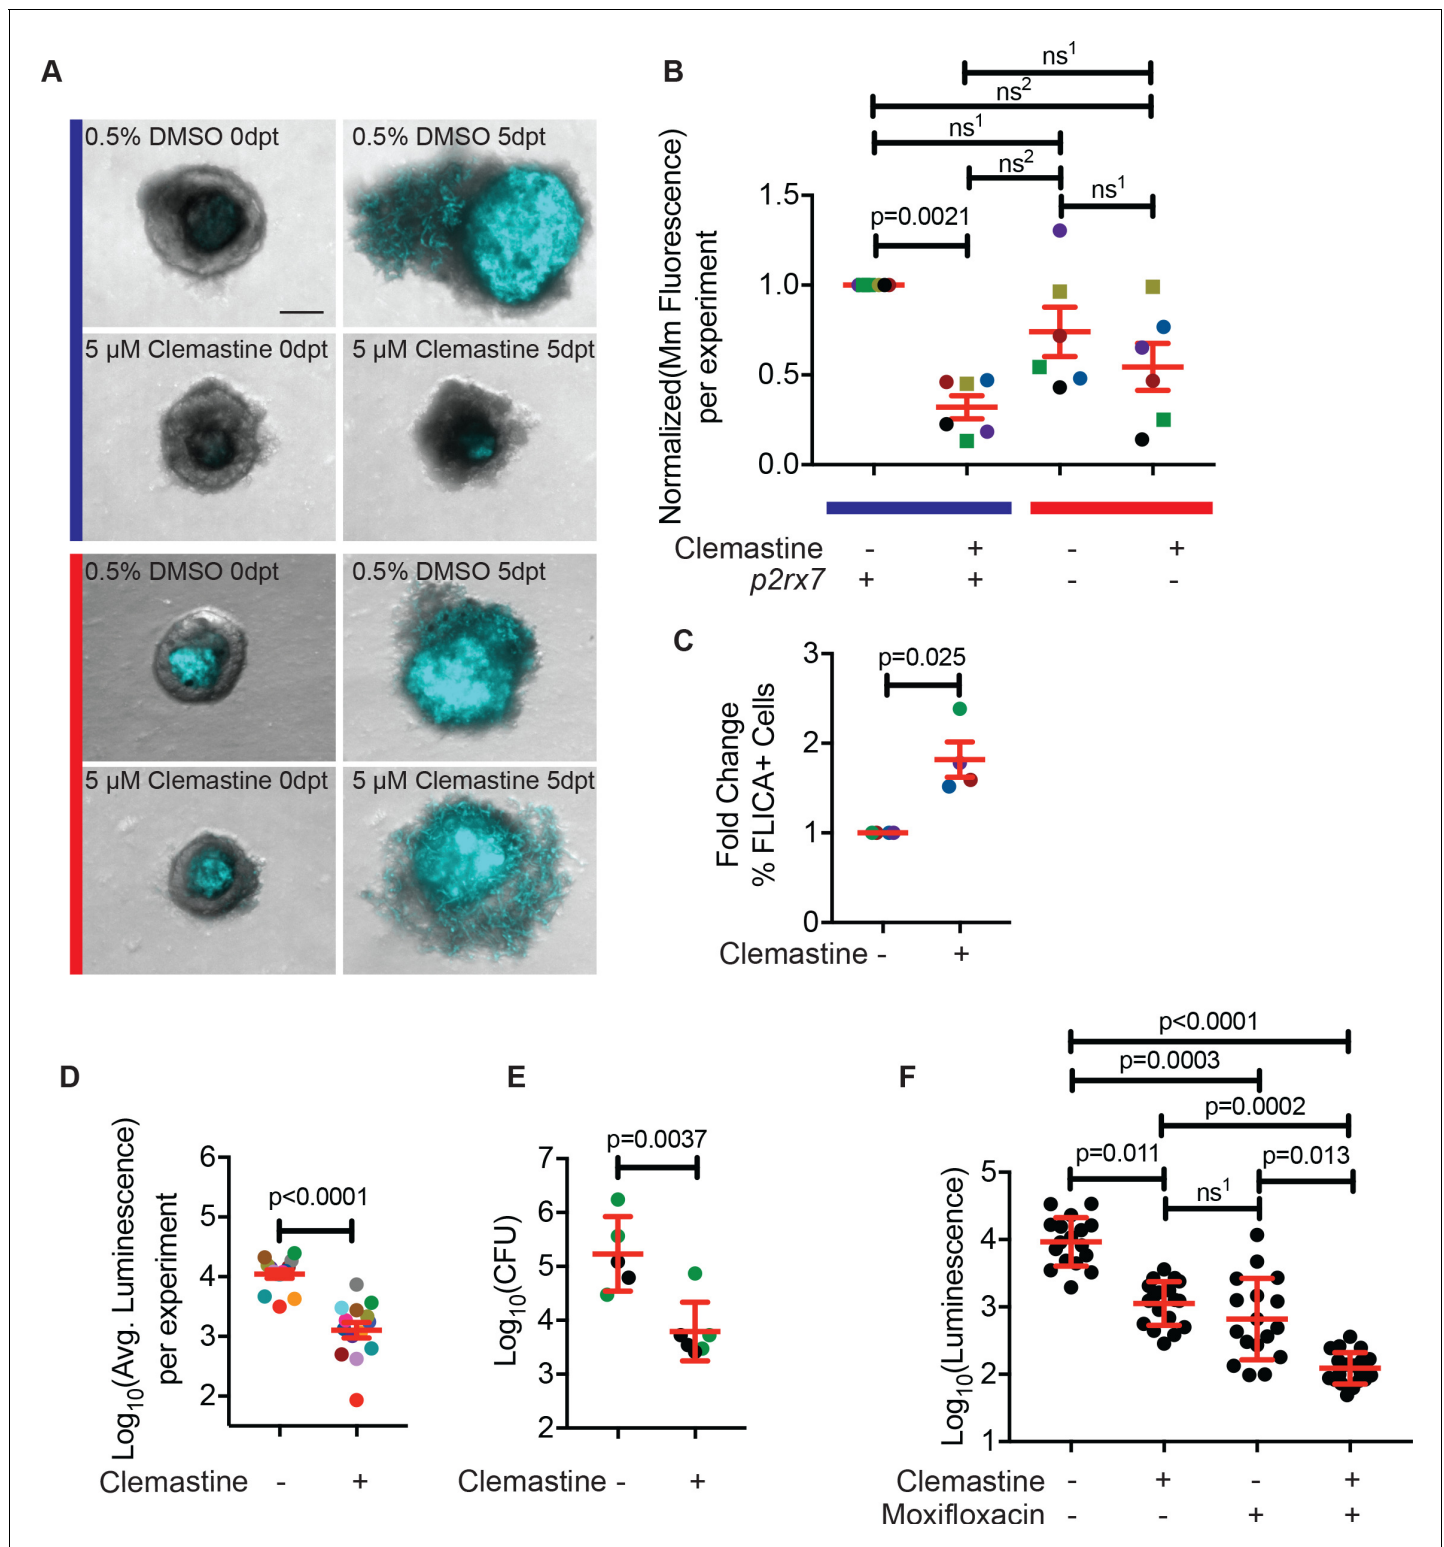 A
0.5% DMSO 0dpt
0.5% DMSO 5dpt
5 µM Clemastine 0dpt
5 µM Clemastine 5dpt
0.5% DMSO 0dpt
0.5% DMSO 5dpt
5 µM Clemastine 0dpt
5 µM Clemastine 5dpt
B
ns1
ns2
ns1
ns2
ns1
p=0.0021
Normalized(Mm Fluorescence)
per experiment
1.5
1.0
0.5
0.0
Clemastine - + - +
p2rx7 + + - -
C
p=0.025
Fold Change
% FLICA+ Cells
3
2
1
0
Clemastine - +
D
p<0.0001
Log10(Avg. Luminescence)
per experiment
6
5
4
3
2
Clemastine - +
E
p=0.0037
Log10(CFU)
7
6
5
4
3
2
Clemastine - +
F
p<0.0001
p=0.0003
p=0.0002
p=0.011
p=0.013
ns1
Log10(Luminescence)
5
4
3
2
1
Clemastine - + - +
Moxifloxacin - - + +